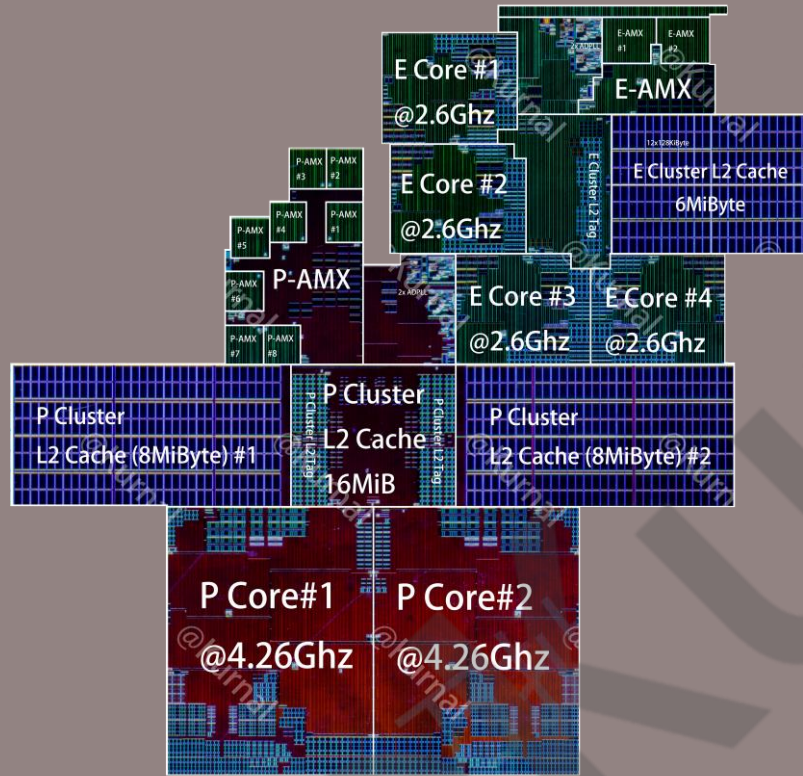 E-AMX
#1
E-AMX
#2
2x ADPLL
E-AMX
E Core #1
@2.6Ghz
E Core #2
@2.6Ghz
E Cluster L2 Tag
12x128KiByte
E Cluster L2 Cache
6MiByte
P-AMX
#3
P-AMX
#2
P-AMX
#4
P-AMX
#1
P-AMX
#5
P-AMX
P-AMX
#6
P-AMX
#7
P-AMX
#8
2x ADPLL
E Core #3
@2.6Ghz
E Core #4
@2.6Ghz
P Cluster
L2 Cache (8MiByte) #1
P Cluster L2 Tag
P Cluster
L2 Cache
16MiB
P Cluster L2 Tag
P Cluster
L2 Cache (8MiByte) #2
P Core#1
@4.26Ghz
P Core#2
@4.26Ghz
@Kurnal